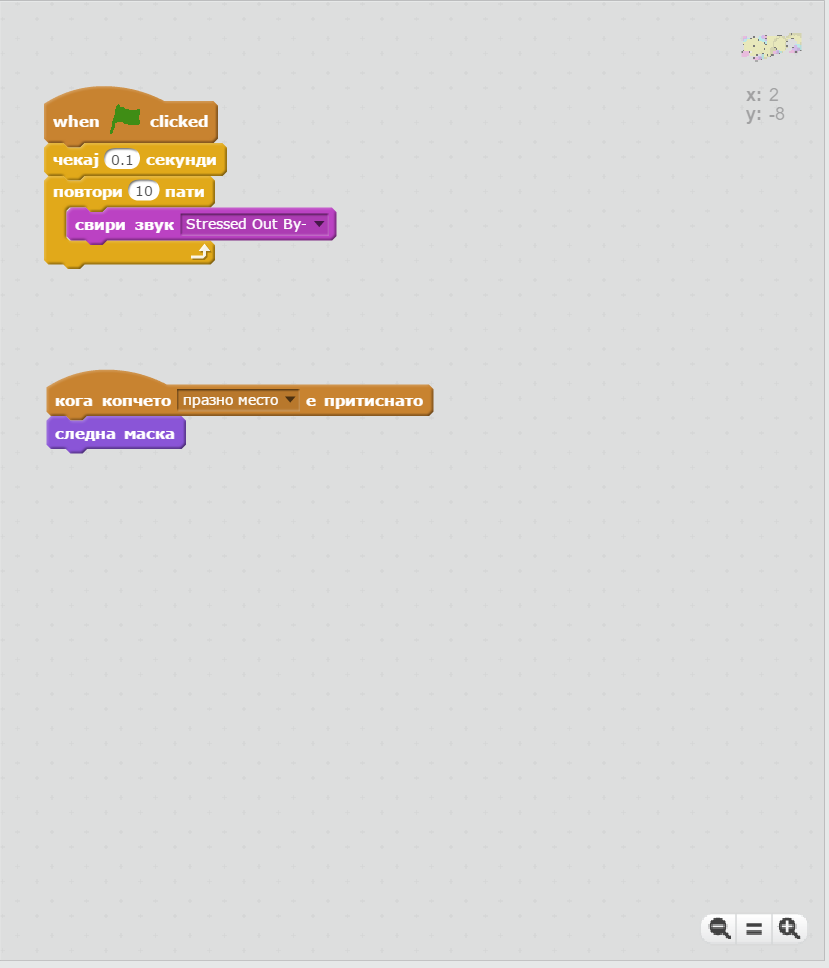 x: 2
y: -8
when clicked
чекај 0.1 секунди
повтори 10 пати
свири звук Stressed Out By-
кога копчето празно место е притиснато
следна маска